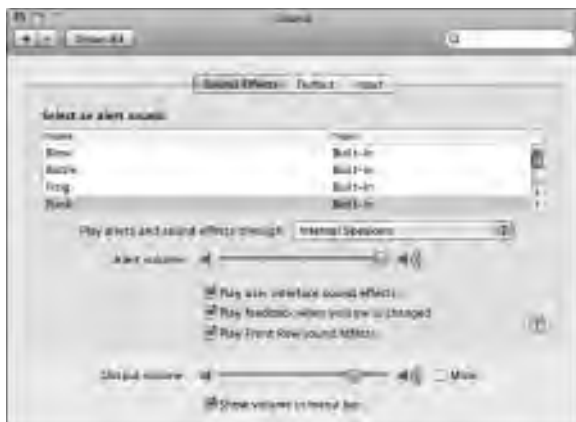 Sound
Show All
Sound Effects Output Input
Select an alert sound:
Name Type
Blow Built-in
Bottle Built-in
Frog Built-in
Funk Built-in
Play alerts and sound effects through: Internal Speakers
Alert volume:
Play user interface sound effects
Play feedback when volume is changed
Play Front Row sound effects
Output volume: Mute
Show volume in menu bar